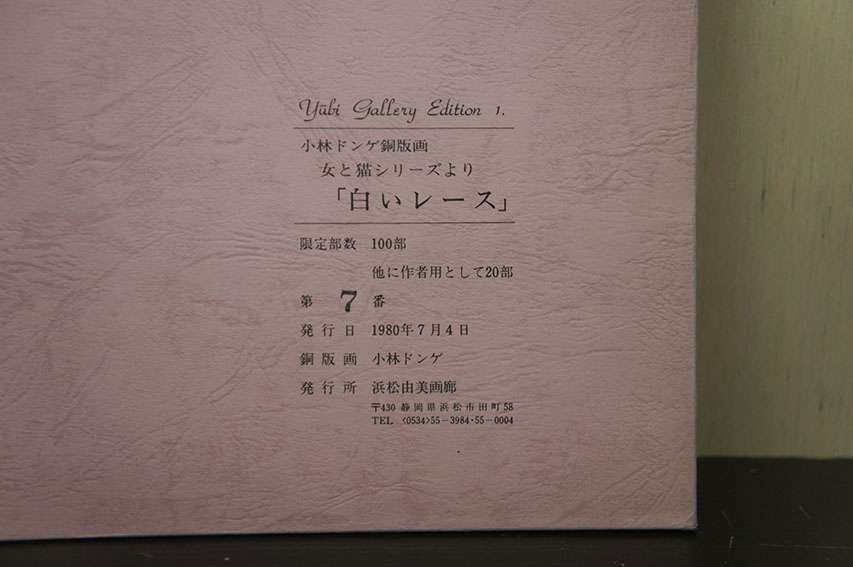 Yūbi Gallery Edition 1.
小林ドンゲ銅版画
女と猫シリーズより
「白いレース」
限定部数 100部
他に作者用として20部
第 7 番
発行日 1980年7月4日
銅版画 小林ドンゲ
発行所 浜松由美画廊
〒430 静岡県浜松市田町58
TEL <0534>55-3984・55-0004